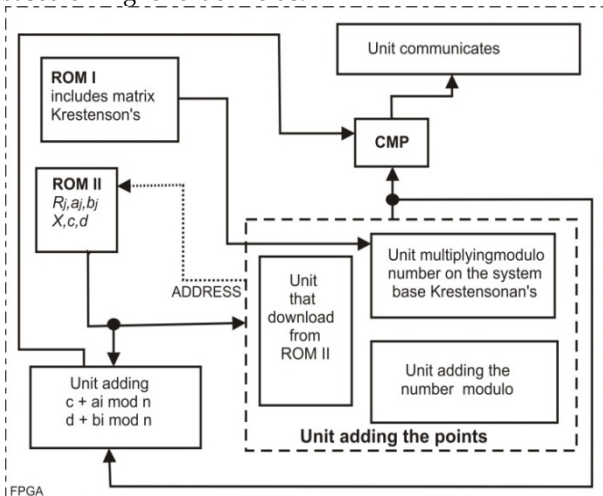 Unit communicates
ROM I
includes matrix
Krestenson's
CMP
ROM II
Rj,aj,bj
X,c,d
ADDRESS
Unit
that
download
from
ROM II
Unit multiplyingmodulo
number on the system
base Krestensonan's
Unit adding the
number modulo
Unit adding the points
Unit adding
c + ai mod n
d + bi mod n
FPGA